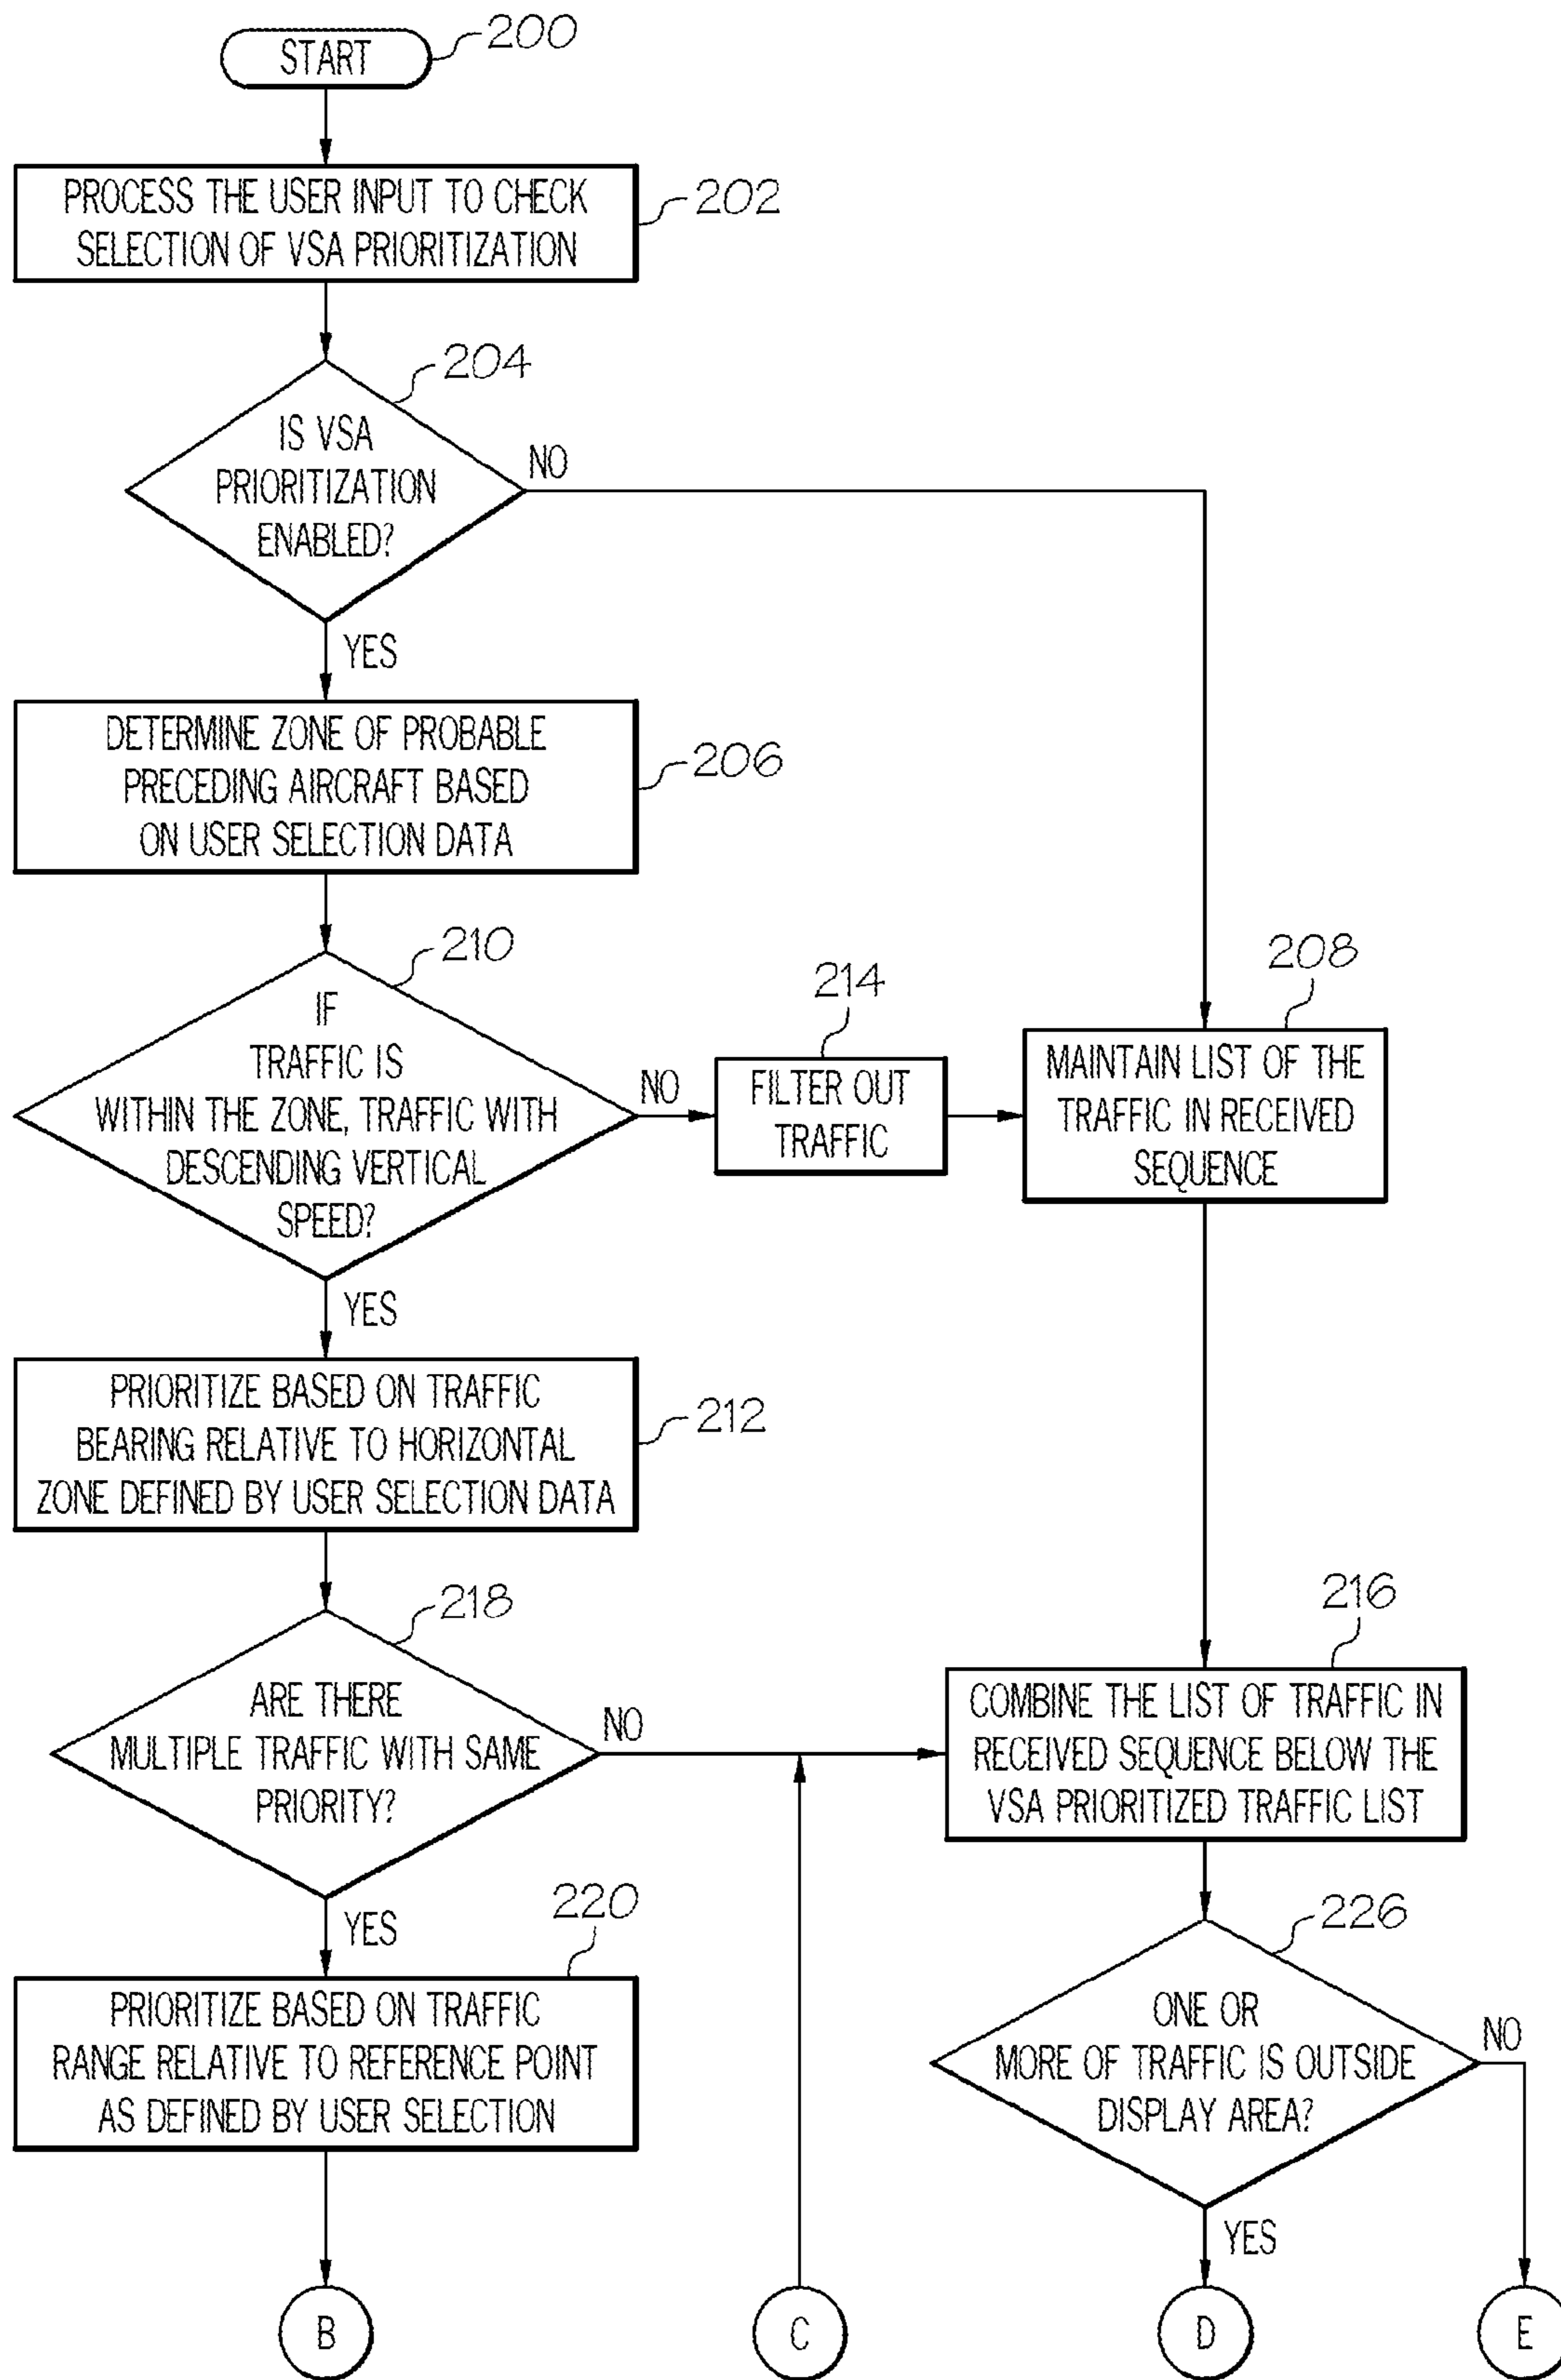 START
200
PROCESS THE USER INPUT TO CHECK
SELECTION OF VSA PRIORITIZATION
202
204
IS VSA
PRIORITIZATION
ENABLED?
NO
YES
DETERMINE ZONE OF PROBABLE
PRECEDING AIRCRAFT BASED
ON USER SELECTION DATA
206
210
IF
TRAFFIC IS
WITHIN THE ZONE, TRAFFIC WITH
DESCENDING VERTICAL
SPEED?
NO
214
FILTER OUT
TRAFFIC
208
MAINTAIN LIST OF THE
TRAFFIC IN RECEIVED
SEQUENCE
YES
PRIORITIZE BASED ON TRAFFIC
BEARING RELATIVE TO HORIZONTAL
ZONE DEFINED BY USER SELECTION DATA
212
218
ARE THERE
MULTIPLE TRAFFIC WITH SAME
PRIORITY?
NO
216
COMBINE THE LIST OF TRAFFIC IN
RECEIVED SEQUENCE BELOW THE
VSA PRIORITIZED TRAFFIC LIST
YES
220
PRIORITIZE BASED ON TRAFFIC
RANGE RELATIVE TO REFERENCE POINT
AS DEFINED BY USER SELECTION
226
ONE OR
MORE OF TRAFFIC IS OUTSIDE
DISPLAY AREA?
NO
YES
B
C
D
E